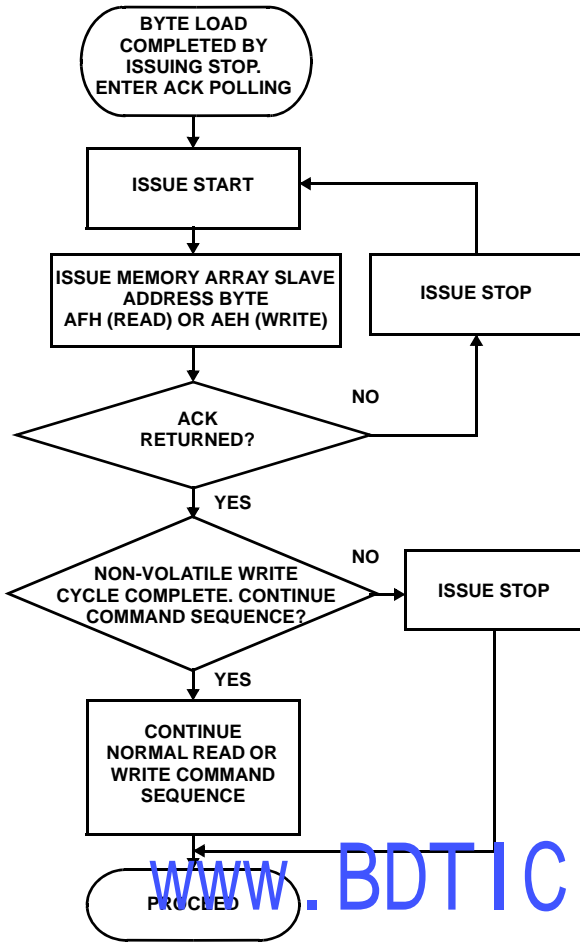 BYTE LOAD
COMPLETED BY
ISSUING STOP.
ENTER ACK POLLING
ISSUE START
ISSUE MEMORY ARRAY SLAVE
ADDRESS BYTE
AFH (READ) OR AEH (WRITE)
ISSUE STOP
NO
ACK
RETURNED?
YES
NO
NON-VOLATILE WRITE
CYCLE COMPLETE. CONTINUE
COMMAND SEQUENCE?
ISSUE STOP
YES
CONTINUE
NORMAL READ OR
WRITE COMMAND
SEQUENCE
www.BDTIC
PROCEED